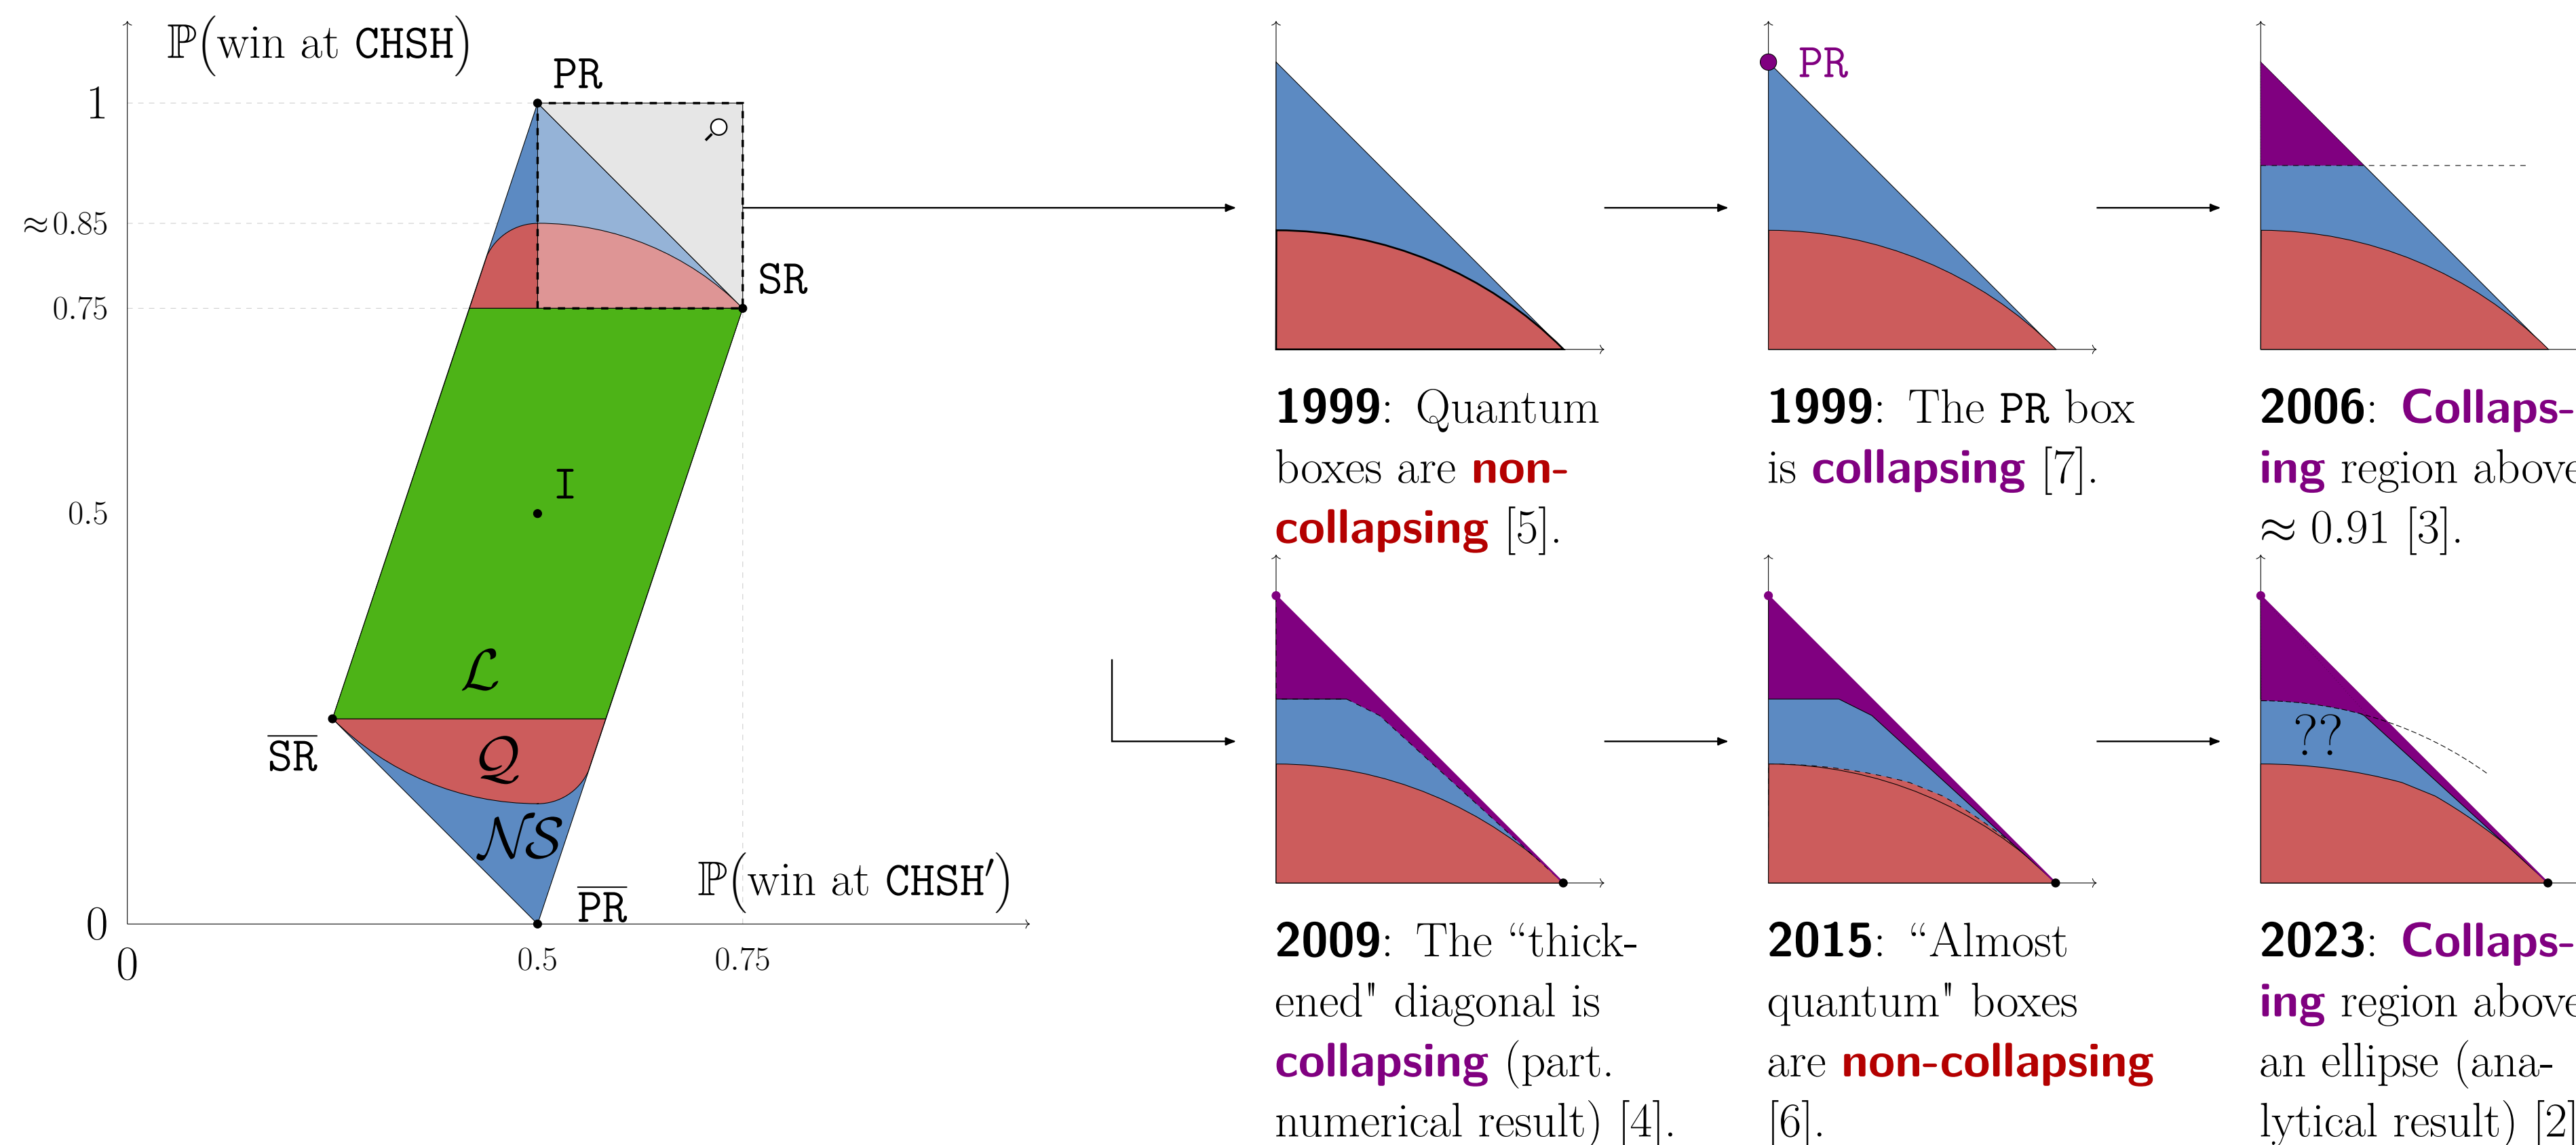 ℙ(win at CHSH)
PR
1
≈0.85
SR
0.75
I
0.5
ℒ
S̅R̅
𝒬
𝒩𝒮
ℙ(win at CHSH′)
P̅R̅
0
0
0.5
0.75
1999: Quantum
boxes are non-
collapsing [5].
PR
1999: The PR box
is collapsing [7].
2006: Collaps-
ing region above
≈ 0.91 [3].
2009: The “thick-
ened" diagonal is
collapsing (part.
numerical result) [4].
2015: “Almost
quantum" boxes
are non-collapsing
[6].
??
2023: Collaps-
ing region above
an ellipse (ana-
lytical result) [2]